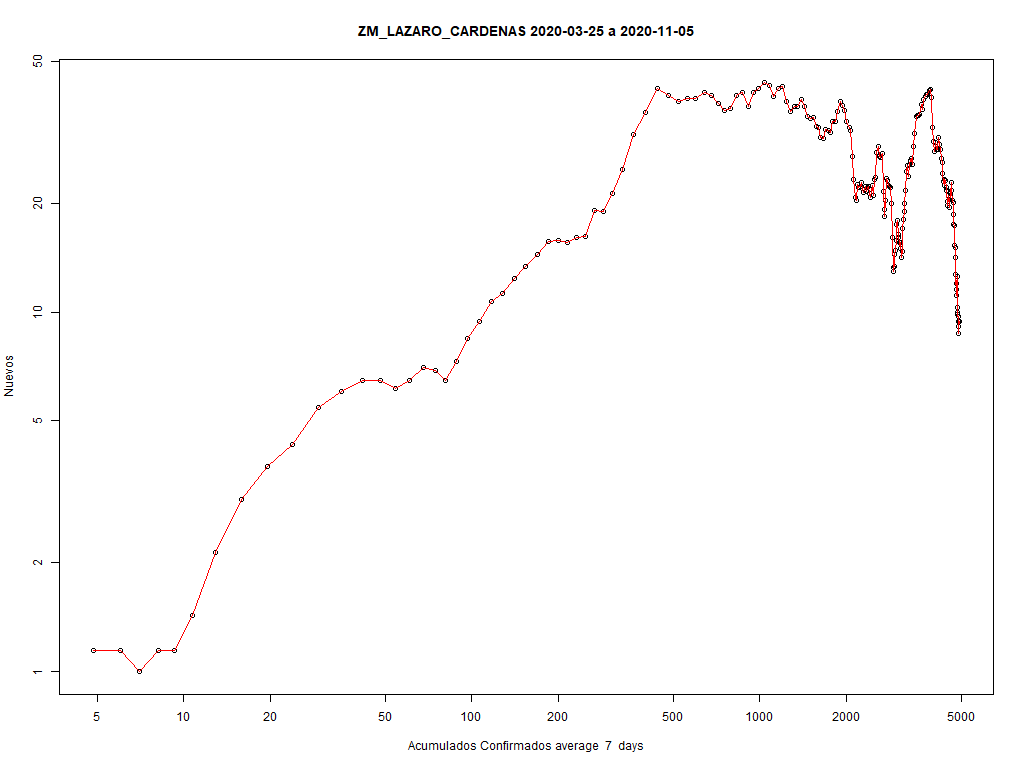 ZM_LAZARO_CARDENAS 2020-03-25 a 2020-11-05
50
20
10
5
2
1
Nuevos
5 10 20 50 100 200 500 1000 2000 5000
Acumulados Confirmados average 7 days